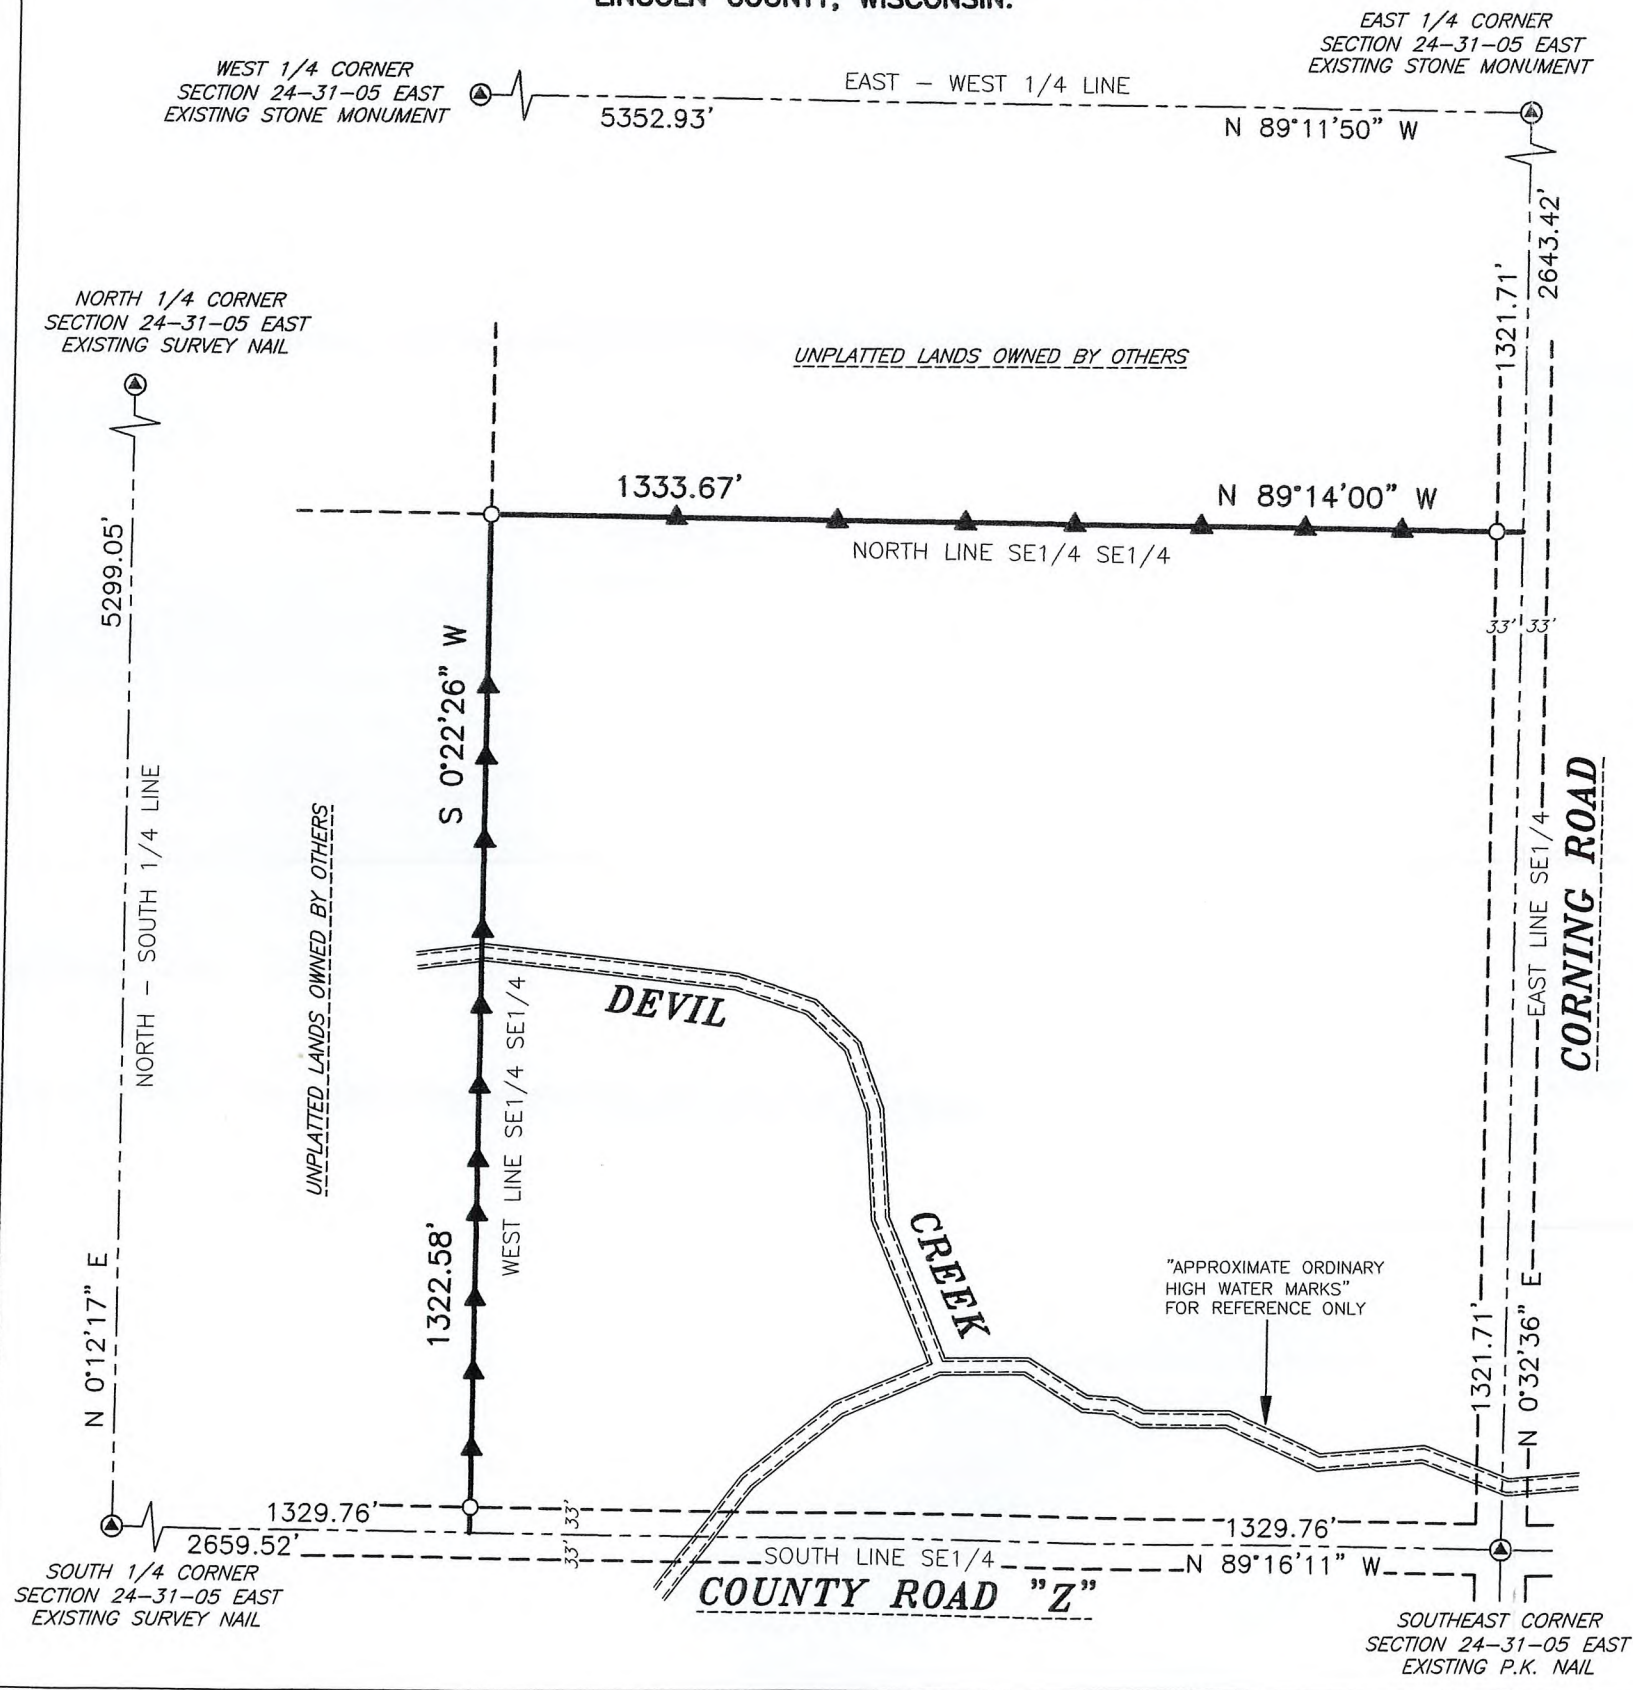 LINCOLN COUNTY, WISCONSIN.
EAST 1/4 CORNER
SECTION 24-31-05 EAST
EXISTING STONE MONUMENT
WEST 1/4 CORNER
SECTION 24-31-05 EAST
EXISTING STONE MONUMENT
EAST - WEST 1/4 LINE
5352.93'
N 89°11'50" W
2643.42'
1321.71'
NORTH 1/4 CORNER
SECTION 24-31-05 EAST
EXISTING SURVEY NAIL
UNPLATTED LANDS OWNED BY OTHERS
1333.67'
N 89°14'00" W
NORTH LINE SE1/4 SE1/4
5299.05'
33'
33'
S 0°22'26" W
NORTH - SOUTH 1/4 LINE
UNPLATTED LANDS OWNED BY OTHERS
EAST LINE SE1/4
CORNING ROAD
DEVIL
WEST LINE SE1/4 SE1/4
CREEK
1322.58'
N 0°12'17" E
"APPROXIMATE ORDINARY
HIGH WATER MARKS"
FOR REFERENCE ONLY
1321.71'
N 0°32'36" E
1329.76'
33'
1329.76'
2659.52'
33'
SOUTH LINE SE1/4
N 89°16'11" W
COUNTY ROAD "Z"
SOUTH 1/4 CORNER
SECTION 24-31-05 EAST
EXISTING SURVEY NAIL
SOUTHEAST CORNER
SECTION 24-31-05 EAST
EXISTING P.K. NAIL